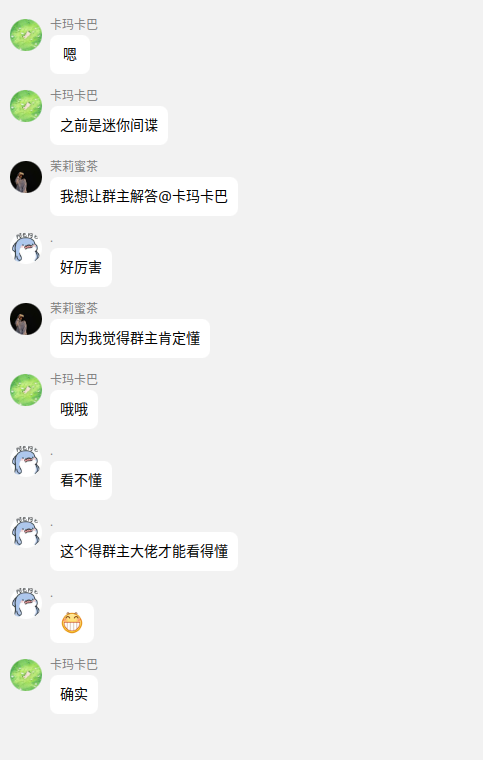 卡玛卡巴
嗯
卡玛卡巴
之前是迷你间谍
茉莉蜜茶
我想让群主解答@卡玛卡巴
.
好厉害
茉莉蜜茶
因为我觉得群主肯定懂
卡玛卡巴
哦哦
.
看不懂
.
这个得群主大佬才能看得懂
.
😁
卡玛卡巴
确实